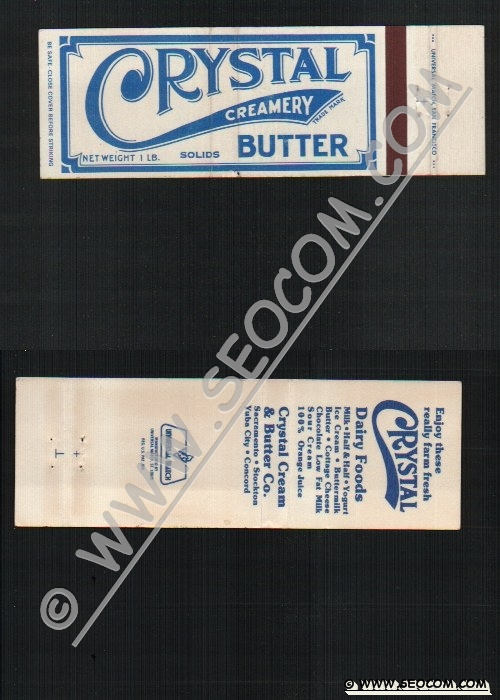 BE SAFE-CLOSE COVER BEFORE STRIKING
CRYSTAL
CREAMERY
TRADE MARK
NET WEIGHT 1 LB.
SOLIDS
BUTTER
UNIVERSAL MATCH, SAN FRANCISCO
© WWW.SEOCOM.COM
Enjoy these
really farm fresh
CRYSTAL
Dairy Foods
Milk • Half & Half • Yogurt
Ice Cream • Buttermilk
Butter • Cottage Cheese
Chocolate Low Fat Milk
Sour Cream
100% Orange Juice
Crystal Cream
& Butter Co.
Sacramento • Stockton
Yuba City • Concord
+
T
© WWW.SEOCOM.COM